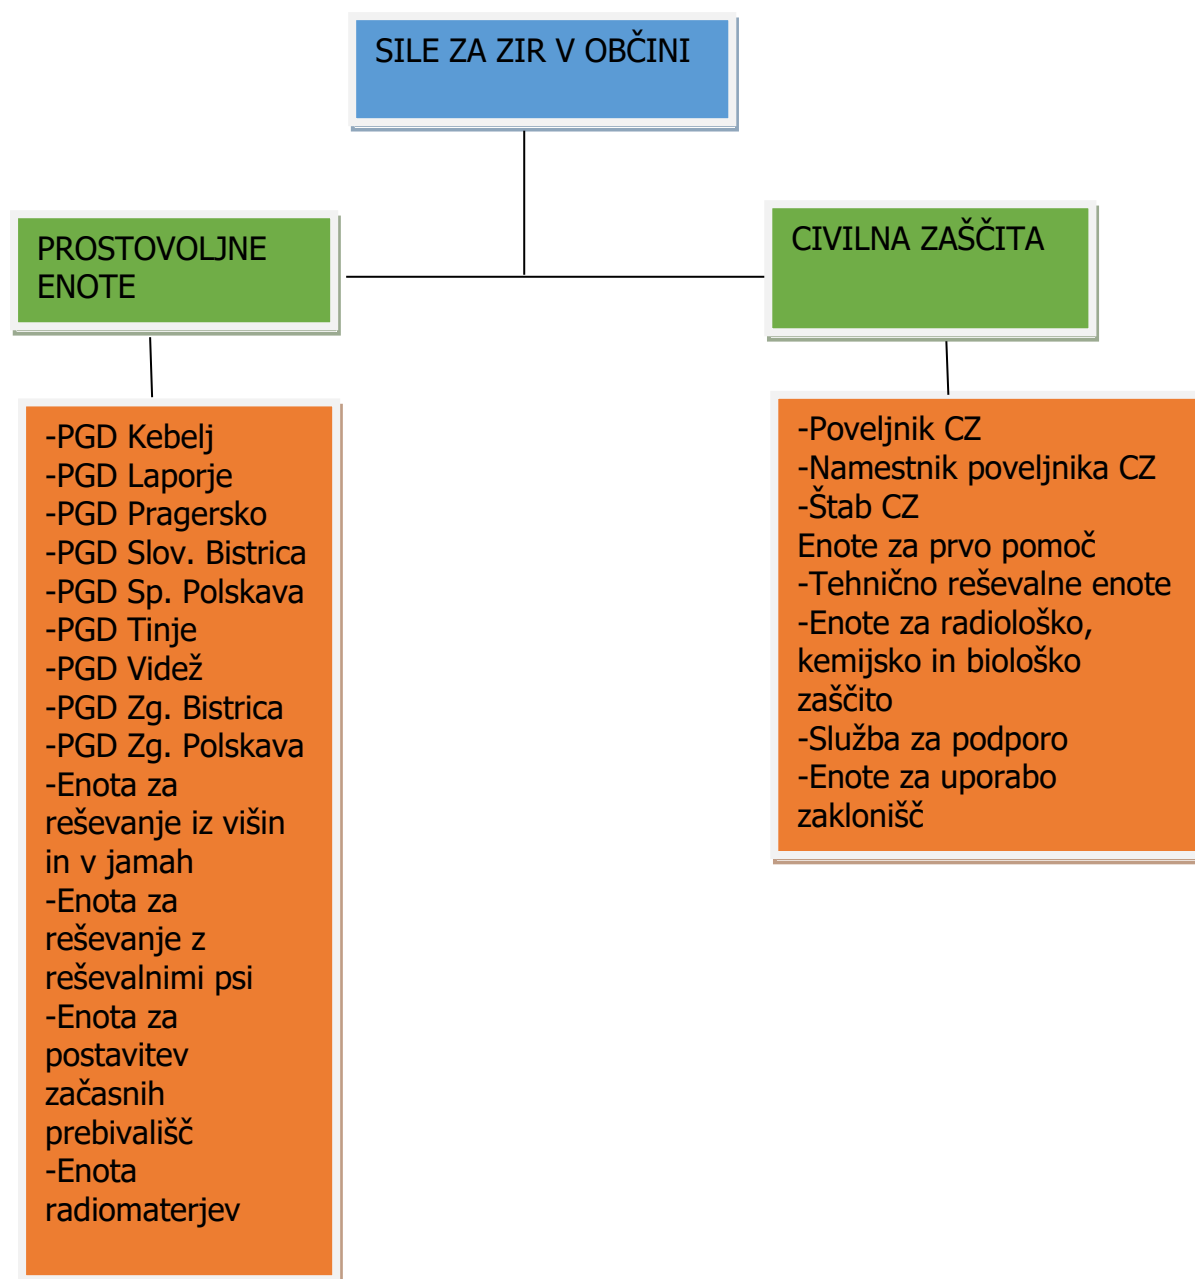 SILE ZA ZIR V OBČINI
PROSTOVOLJNE
ENOTE
CIVILNA ZAŠČITA
-PGD Kebelj
-PGD Laporje
-PGD Pragersko
-PGD Slov. Bistrica
-PGD Sp. Polskava
-PGD Tinje
-PGD Videž
-PGD Zg. Bistrica
-PGD Zg. Polskava
-Enota za
reševanje iz višin
in v jamah
-Enota za
reševanje z
reševalnimi psi
-Enota za
postavitev
začasnih
prebivališč
-Enota
radiomaterjev
-Poveljnik CZ
-Namestnik poveljnika CZ
-Štab CZ
Enote za prvo pomoč
-Tehnično reševalne enote
-Enote za radiološko,
kemijsko in biološko
zaščito
-Služba za podporo
-Enote za uporabo
zaklonišč